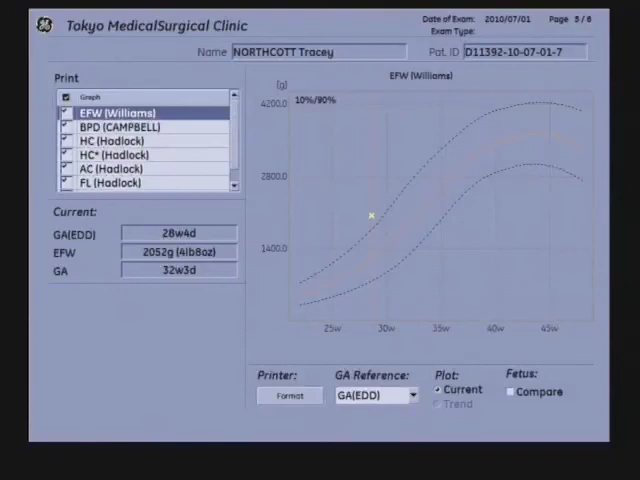 Tokyo MedicalSurgical Clinic
Date of Exam: 2010/07/01 Page 5/6
Exam Type:
Name NORTHCOTT Tracey Pat. ID D11392-10-07-01-7
Print
Graph
EFW (Williams)
BPD (CAMPBELL)
HC (Hadlock)
HC* (Hadlock)
AC (Hadlock)
FL (Hadlock)
Current:
GA(EDD) 28w4d
EFW 2052g (4lb8oz)
GA 32w3d
EFW (Williams)
[g]
10%/90%
4200.0
2800.0
1400.0
25w 30w 35w 40w 45w
Printer: GA Reference: Plot: Fetus:
Format GA(EDD) Current Compare
Trend